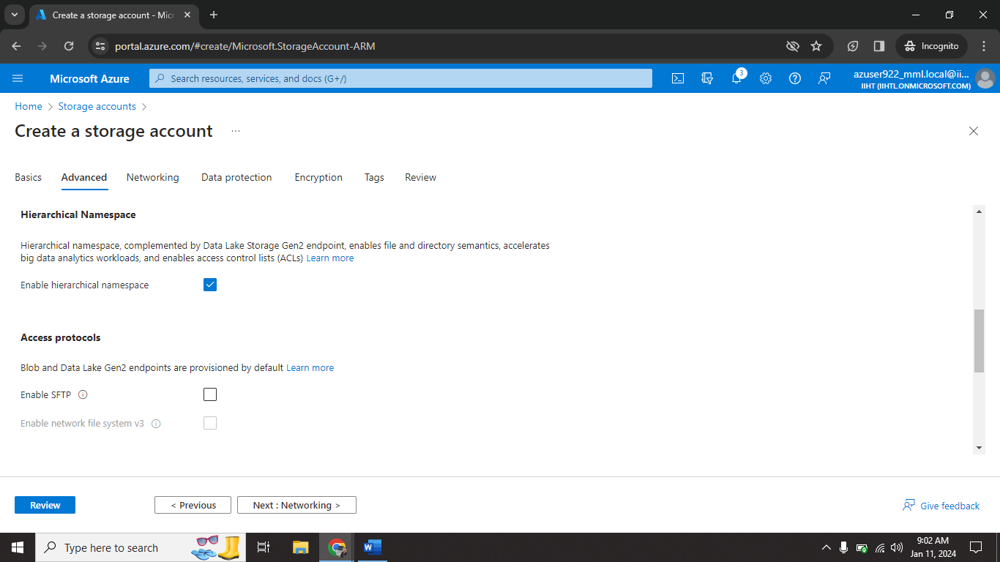 Create a storage account - Micr
portal.azure.com/#create/Microsoft.StorageAccount-ARM
Incognito
Microsoft Azure
Search resources, services, and docs (G+/)
3
azuser922_mml.local@ii...
IIHT (IIHTL.ONMICROSOFT.COM)
Home > Storage accounts >
Create a storage account ...
Basics Advanced Networking Data protection Encryption Tags Review
Hierarchical Namespace
Hierarchical namespace, complemented by Data Lake Storage Gen2 endpoint, enables file and directory semantics, accelerates
big data analytics workloads, and enables access control lists (ACLs) Learn more
Enable hierarchical namespace
Access protocols
Blob and Data Lake Gen2 endpoints are provisioned by default Learn more
Enable SFTP
Enable network file system v3
Review < Previous Next : Networking > Give feedback
Type here to search
9:02 AM
Jan 11, 2024